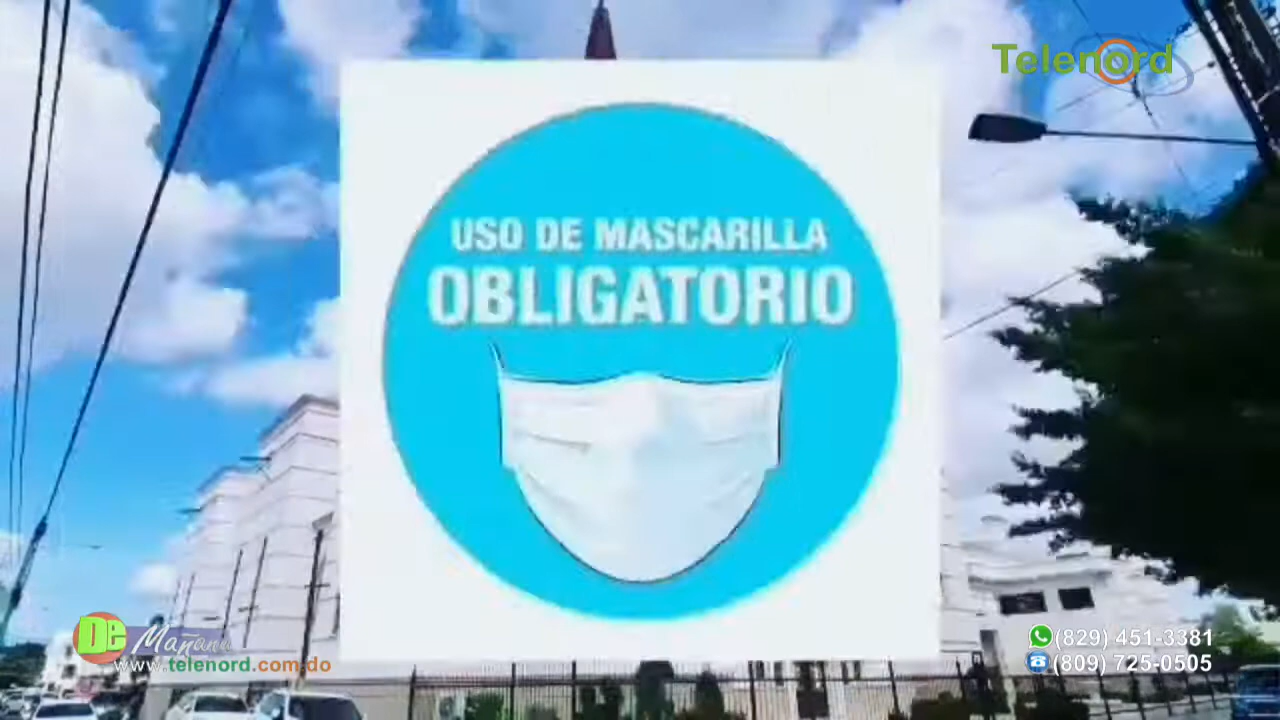 Telenord
USO DE MASCARILLA
OBLIGATORIO
De Mañana
www.telenord.com.do
(829) 451-3381
(809) 725-0505